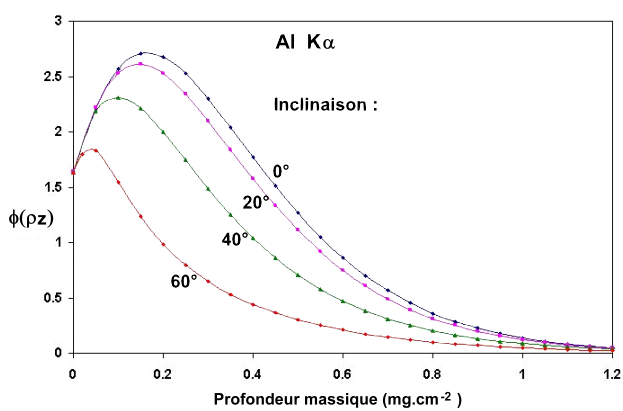 3
Al Kα
2.5
Inclinaison :
2
0°
1.5
20°
ϕ(ρz)
40°
1
60°
0.5
0
0 0.2 0.4 0.6 0.8 1 1.2
Profondeur massique (mg.cm⁻² )